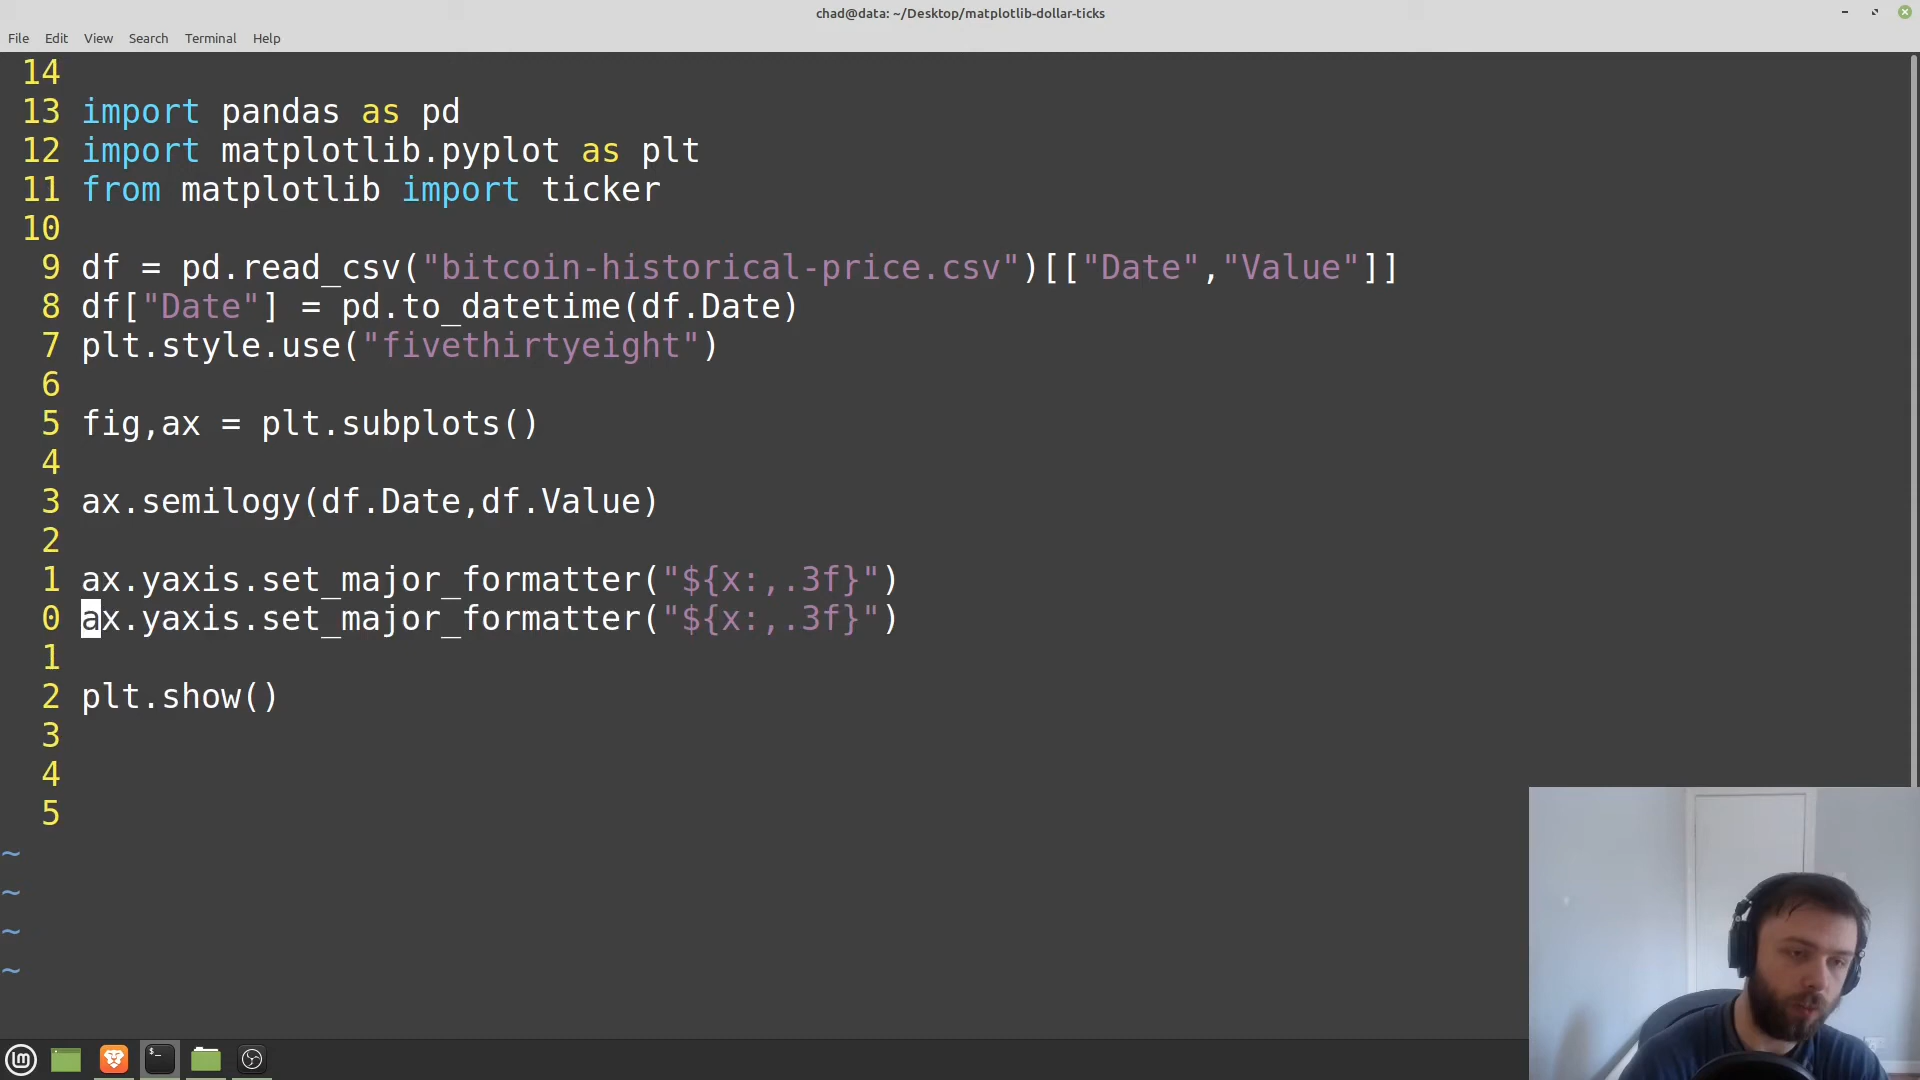 chad@data: ~/Desktop/matplotlib-dollar-ticks
File Edit View Search Terminal Help
14
13 import pandas as pd
12 import matplotlib.pyplot as plt
11 from matplotlib import ticker
10
9 df = pd.read_csv("bitcoin-historical-price.csv")[["Date","Value"]]
8 df["Date"] = pd.to_datetime(df.Date)
7 plt.style.use("fivethirtyeight")
6
5 fig,ax = plt.subplots()
4
3 ax.semilogy(df.Date,df.Value)
2
1 ax.yaxis.set_major_formatter("${x:,.3f}")
0 ax.yaxis.set_major_formatter("${x:,.3f}")
1
2 plt.show()
3
4
5
~
~
~
~